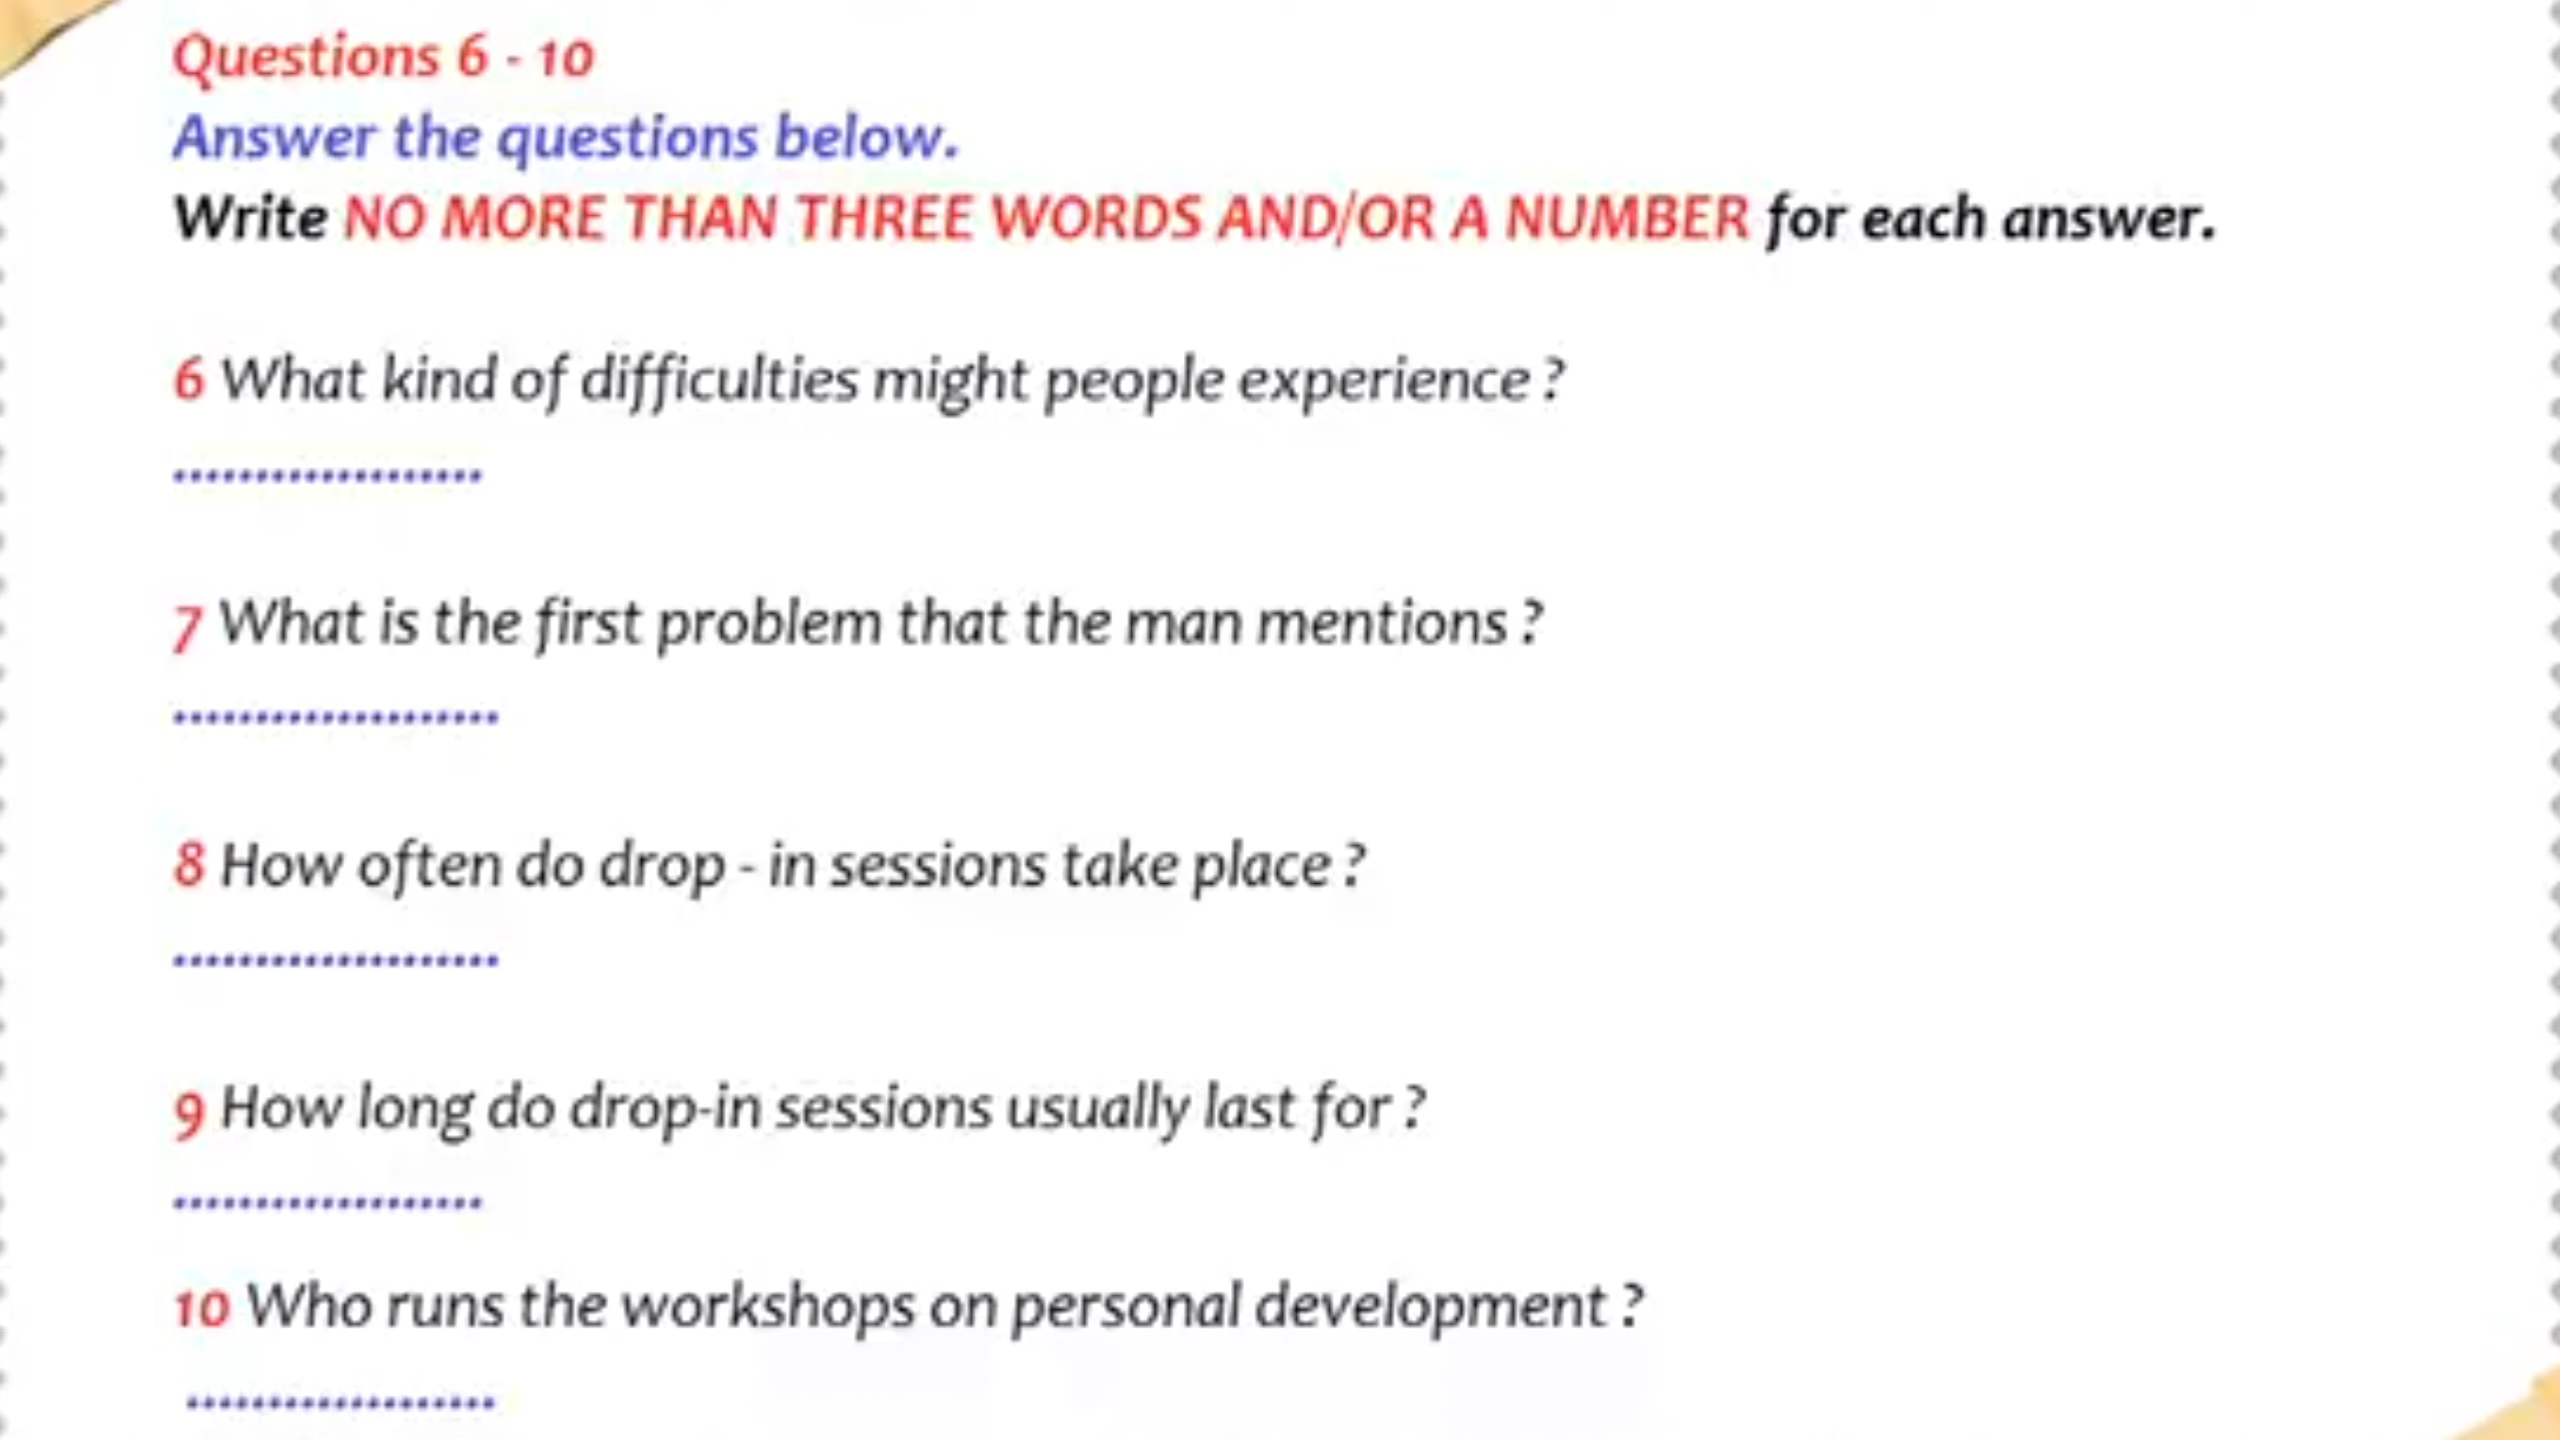 Questions 6 - 10
Answer the questions below.
Write NO MORE THAN THREE WORDS AND/OR A NUMBER for each answer.
6 What kind of difficulties might people experience ?
...................
7 What is the first problem that the man mentions ?
....................
8 How often do drop - in sessions take place ?
....................
9 How long do drop-in sessions usually last for ?
...................
10 Who runs the workshops on personal development ?
...................